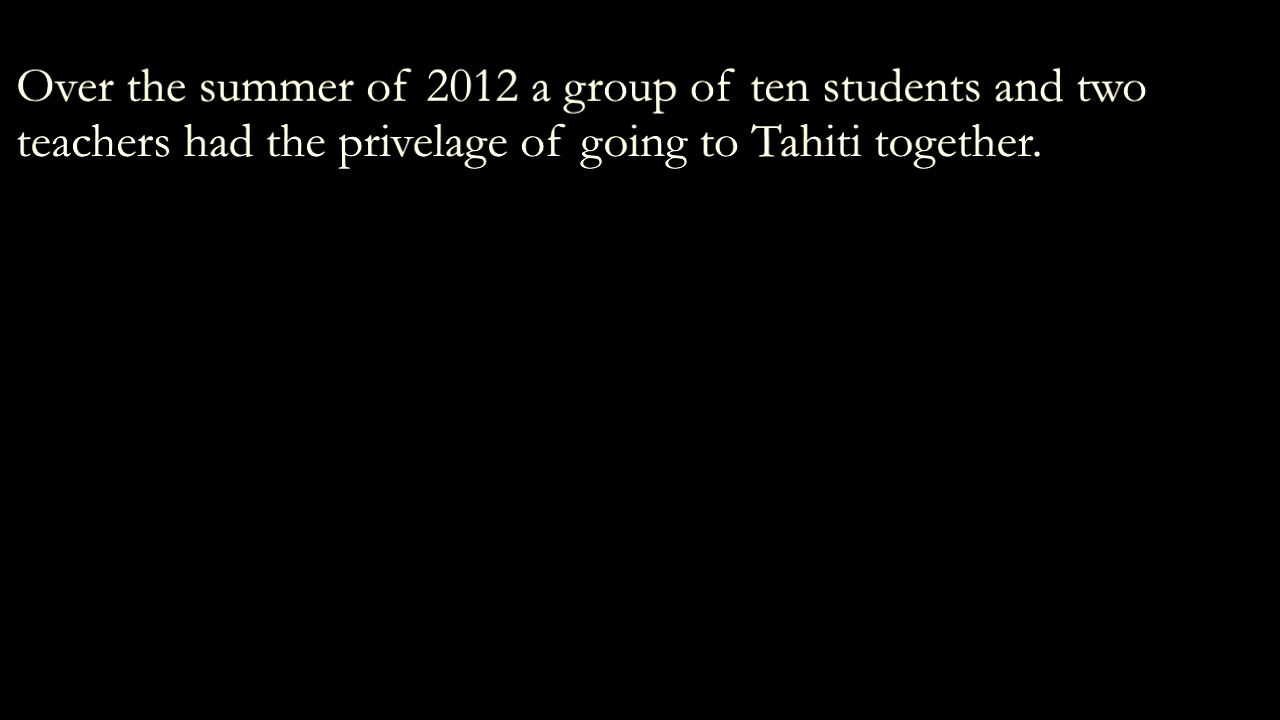 Over the summer of 2012 a group of ten students and two
teachers had the privelage of going to Tahiti together.